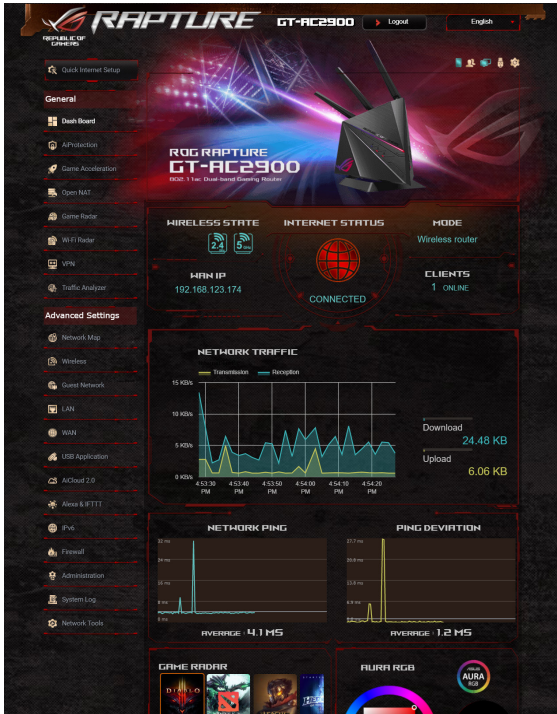 RAPTURE GT-AC2900 Logout English
REPUBLIC OF
GAMERS
Quick Internet Setup
General
Dash Board
AiProtection
Game Acceleration
Open NAT
Game Radar
Wi-Fi Radar
VPN
Traffic Analyzer
Advanced Settings
Network Map
Wireless
Guest Network
LAN
WAN
USB Application
AiCloud 2.0
Alexa & IFTTT
IPv6
Firewall
Administration
System Log
Network Tools
ROG RAPTURE
GT-AC2900
802.11ac Dual-band Gaming Router
WIRELESS STATE
2.4 GHz
5 GHz
WAN IP
192.168.123.174
INTERNET STATUS
CONNECTED
MODE
Wireless router
CLIENTS
1 ONLINE
NETWORK TRAFFIC
Transmission Reception
15 KB/s
10 KB/s
5 KB/s
0 KB/s
4:53:30 4:53:40 4:53:50 4:54:00 4:54:10 4:54:20
PM PM PM PM PM PM
Download
24.48 KB
Upload
6.06 KB
NETWORK PING
32 ms
24 ms
16 ms
8 ms
0 ms
AVERAGE : 4.1 MS
PING DEVIATION
27.7 ms
20.8 ms
13.8 ms
6.9 ms
AVERAGE : 1.2 MS
GAME RADAR
DIABLO
AURA RGB
AURA
RGB